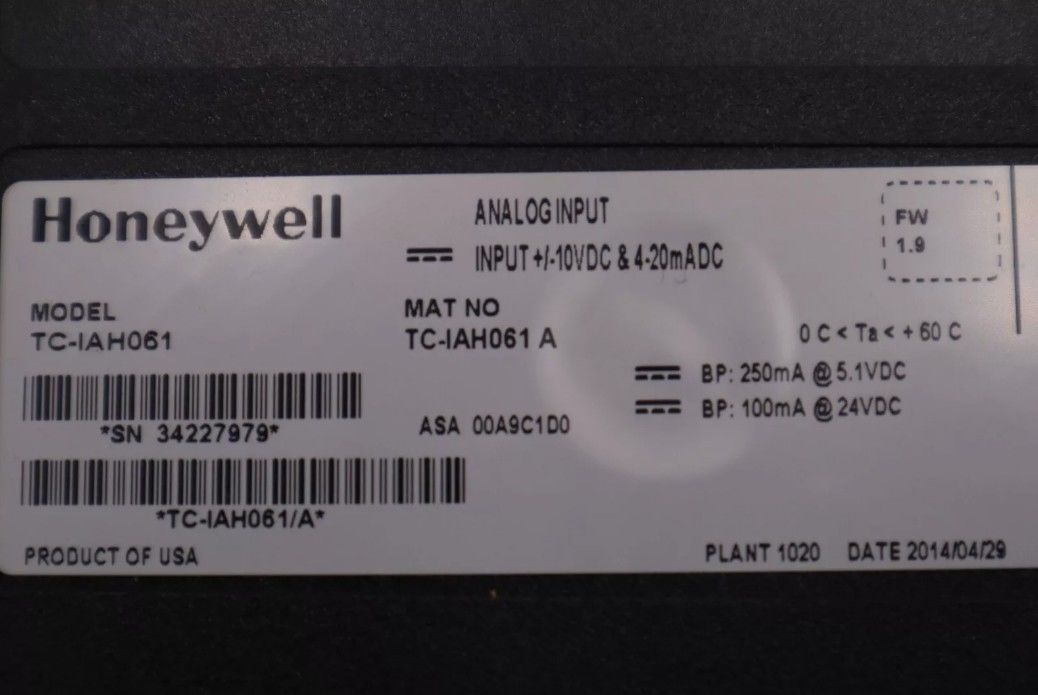 Honeywell
ANALOG INPUT
INPUT +/-10VDC & 4-20mADC
FW
1.9
MODEL
TC-IAH061
MAT NO
TC-IAH061 A
0 C < Ta < + 60 C
BP: 250mA @ 5.1VDC
BP: 100mA @ 24VDC
*SN 34227979*
ASA 00A9C1D0
*TC-IAH061/A*
PRODUCT OF USA
PLANT 1020 DATE 2014/04/29